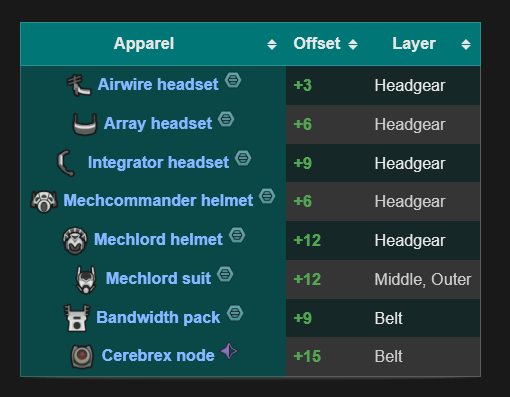 Apparel Offset Layer
Airwire headset +3 Headgear
Array headset +6 Headgear
Integrator headset +9 Headgear
Mechcommander helmet +6 Headgear
Mechlord helmet +12 Headgear
Mechlord suit +12 Middle, Outer
Bandwidth pack +9 Belt
Cerebrex node +15 Belt